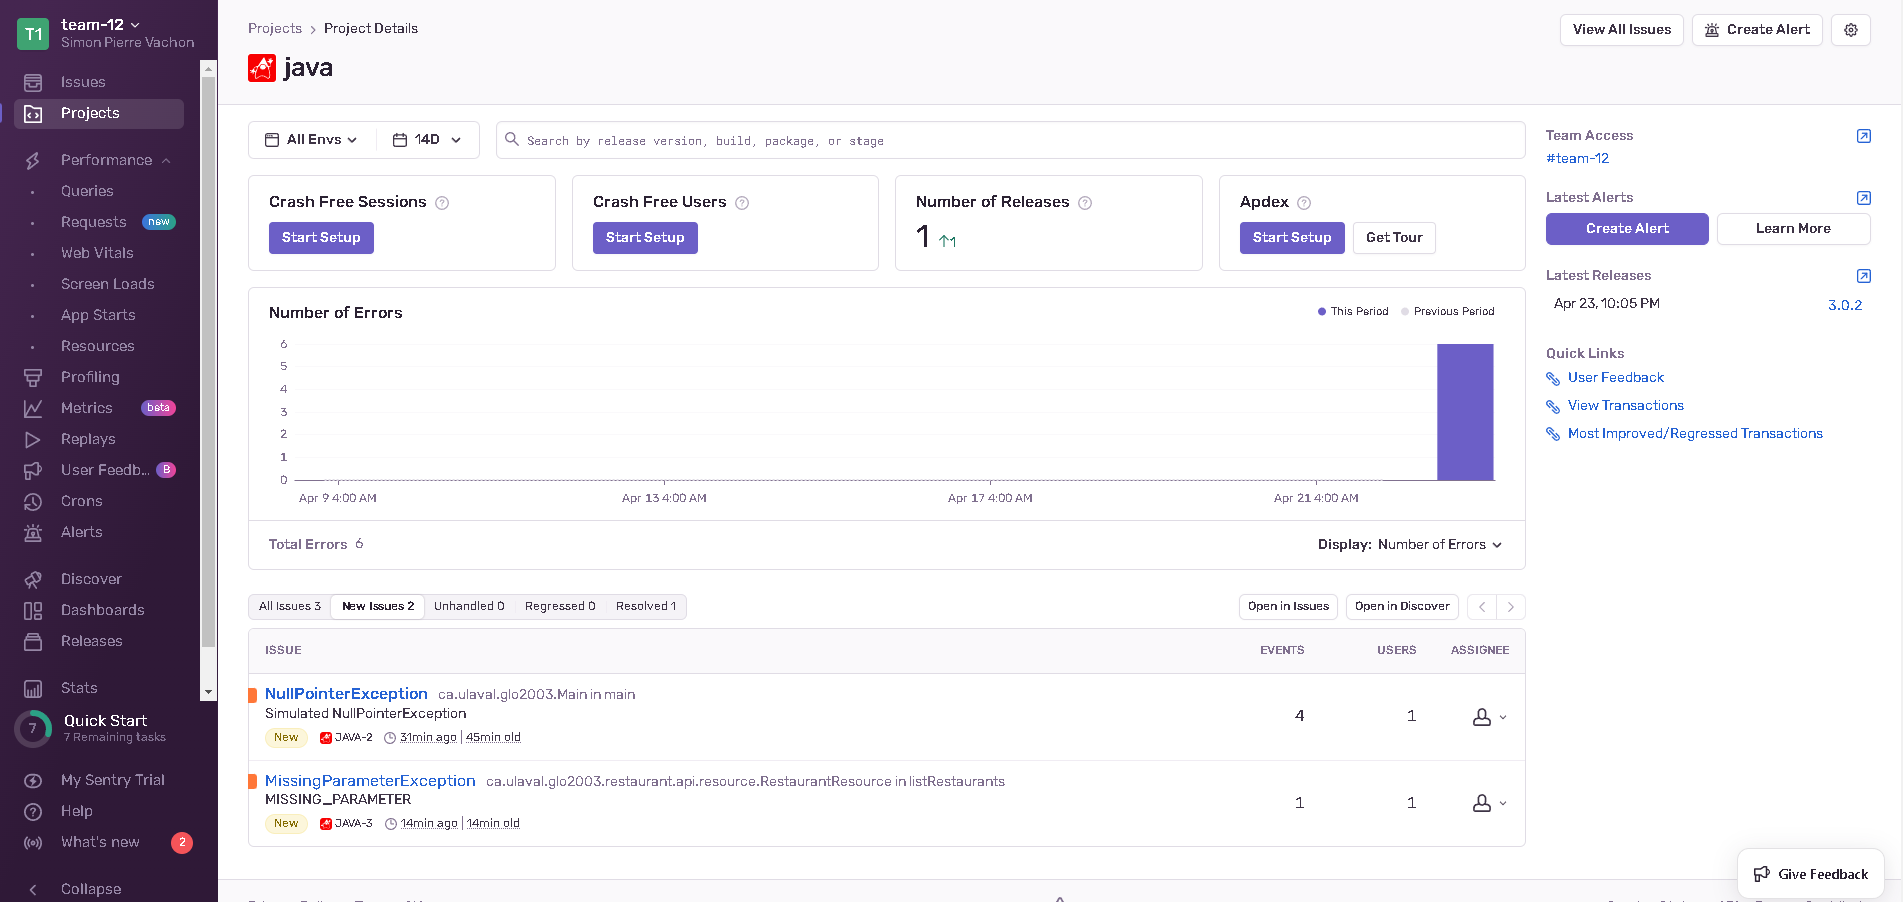 T1
team-12
Simon Pierre Vachon
Issues
Projects
Performance
Queries
Requests new
Web Vitals
Screen Loads
App Starts
Resources
Profiling
Metrics beta
Replays
User Feedb... B
Crons
Alerts
Discover
Dashboards
Releases
Stats
7
Quick Start
7 Remaining tasks
My Sentry Trial
Help
What's new 2
Collapse
Projects > Project Details
View All Issues
Create Alert
java
All Envs
14D
Search by release version, build, package, or stage
Crash Free Sessions ?
Start Setup
Crash Free Users ?
Start Setup
Number of Releases ?
1 ↑1
Apdex ?
Start Setup Get Tour
Number of Errors
This Period Previous Period
6
5
4
3
2
1
0
Apr 9 4:00 AM Apr 13 4:00 AM Apr 17 4:00 AM Apr 21 4:00 AM
Total Errors 6
Display: Number of Errors
All Issues 3 New Issues 2 Unhandled 0 Regressed 0 Resolved 1
Open in Issues Open in Discover
ISSUE EVENTS USERS ASSIGNEE
NullPointerException ca.ulaval.glo2003.Main in main
Simulated NullPointerException
4 1
New JAVA-2 31min ago | 45min old
MissingParameterException ca.ulaval.glo2003.restaurant.api.resource.RestaurantResource in listRestaurants
MISSING_PARAMETER
1 1
New JAVA-3 14min ago | 14min old
Team Access
#team-12
Latest Alerts
Create Alert Learn More
Latest Releases
Apr 23, 10:05 PM 3.0.2
Quick Links
User Feedback
View Transactions
Most Improved/Regressed Transactions
Give Feedback